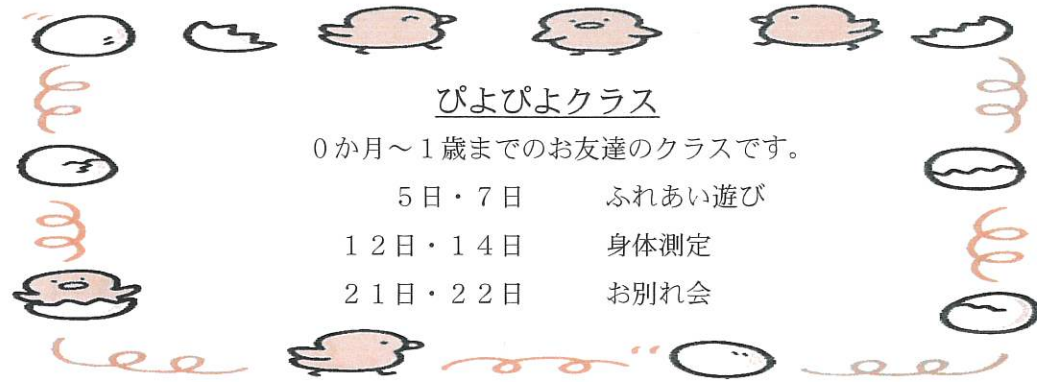 ぴよぴよクラス
０か月～１歳までのお友達のクラスです。
５日・７日　　ふれあい遊び
１２日・１４日　　身体測定
２１日・２２日　　お別れ会